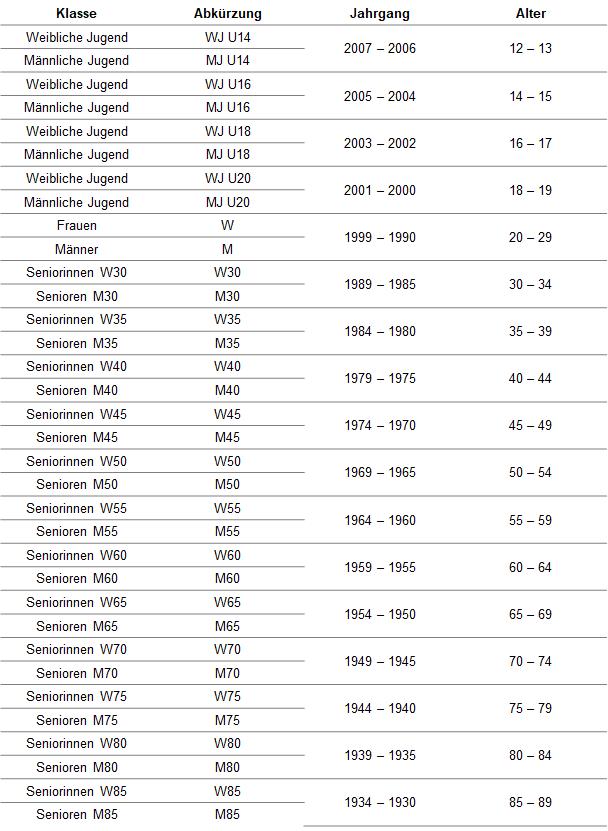 Klasse Abkürzung Jahrgang Alter
Weibliche Jugend WJ U14
2007 – 2006 12 – 13
Männliche Jugend MJ U14
Weibliche Jugend WJ U16
2005 – 2004 14 – 15
Männliche Jugend MJ U16
Weibliche Jugend WJ U18
2003 – 2002 16 – 17
Männliche Jugend MJ U18
Weibliche Jugend WJ U20
2001 – 2000 18 – 19
Männliche Jugend MJ U20
Frauen W
1999 – 1990 20 – 29
Männer M
Seniorinnen W30 W30
1989 – 1985 30 – 34
Senioren M30 M30
Seniorinnen W35 W35
1984 – 1980 35 – 39
Senioren M35 M35
Seniorinnen W40 W40
1979 – 1975 40 – 44
Senioren M40 M40
Seniorinnen W45 W45
1974 – 1970 45 – 49
Senioren M45 M45
Seniorinnen W50 W50
1969 – 1965 50 – 54
Senioren M50 M50
Seniorinnen W55 W55
1964 – 1960 55 – 59
Senioren M55 M55
Seniorinnen W60 W60
1959 – 1955 60 – 64
Senioren M60 M60
Seniorinnen W65 W65
1954 – 1950 65 – 69
Senioren M65 M65
Seniorinnen W70 W70
1949 – 1945 70 – 74
Senioren M70 M70
Seniorinnen W75 W75
1944 – 1940 75 – 79
Senioren M75 M75
Seniorinnen W80 W80
1939 – 1935 80 – 84
Senioren M80 M80
Seniorinnen W85 W85
1934 – 1930 85 – 89
Senioren M85 M85